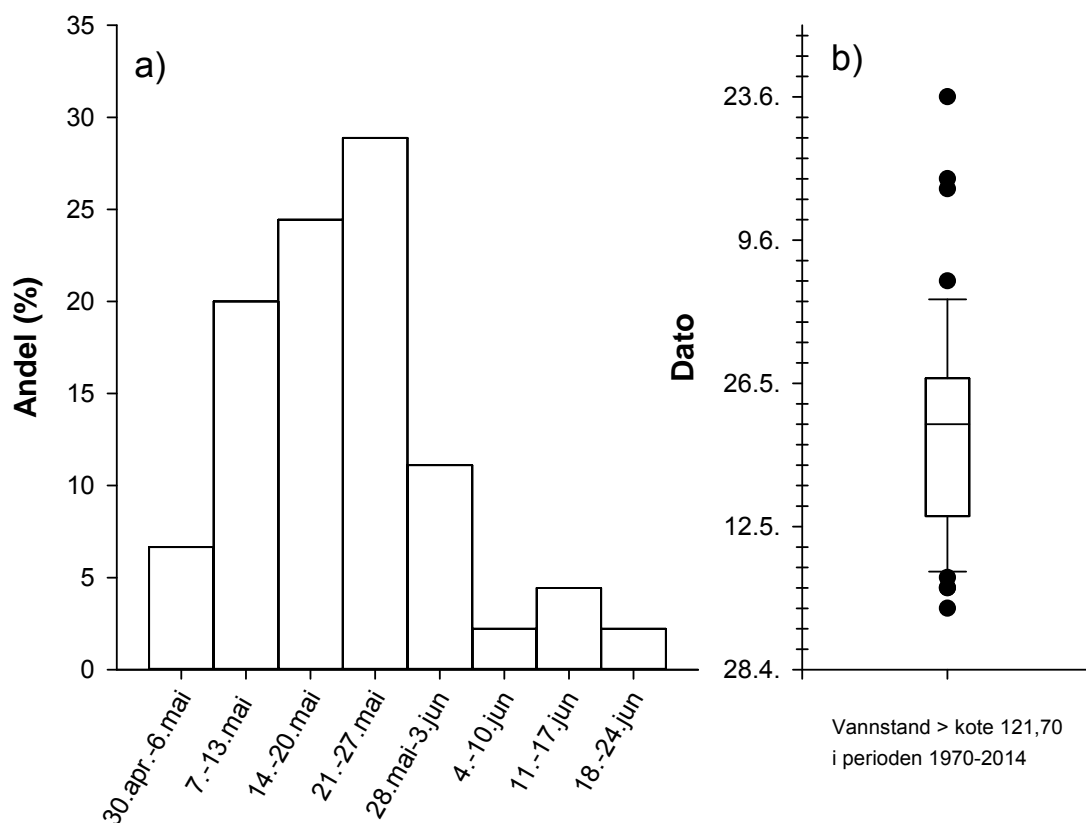 a)
Andel (%)
35
30
25
20
15
10
5
0
30.apr.-6.mai
7.-13.mai
14.-20.mai
21.-27.mai
28.mai-3.jun
4.-10.jun
11.-17.jun
18.-24.jun
b)
Dato
23.6.
9.6.
26.5.
12.5.
28.4.
Vannstand > kote 121,70
i perioden 1970-2014